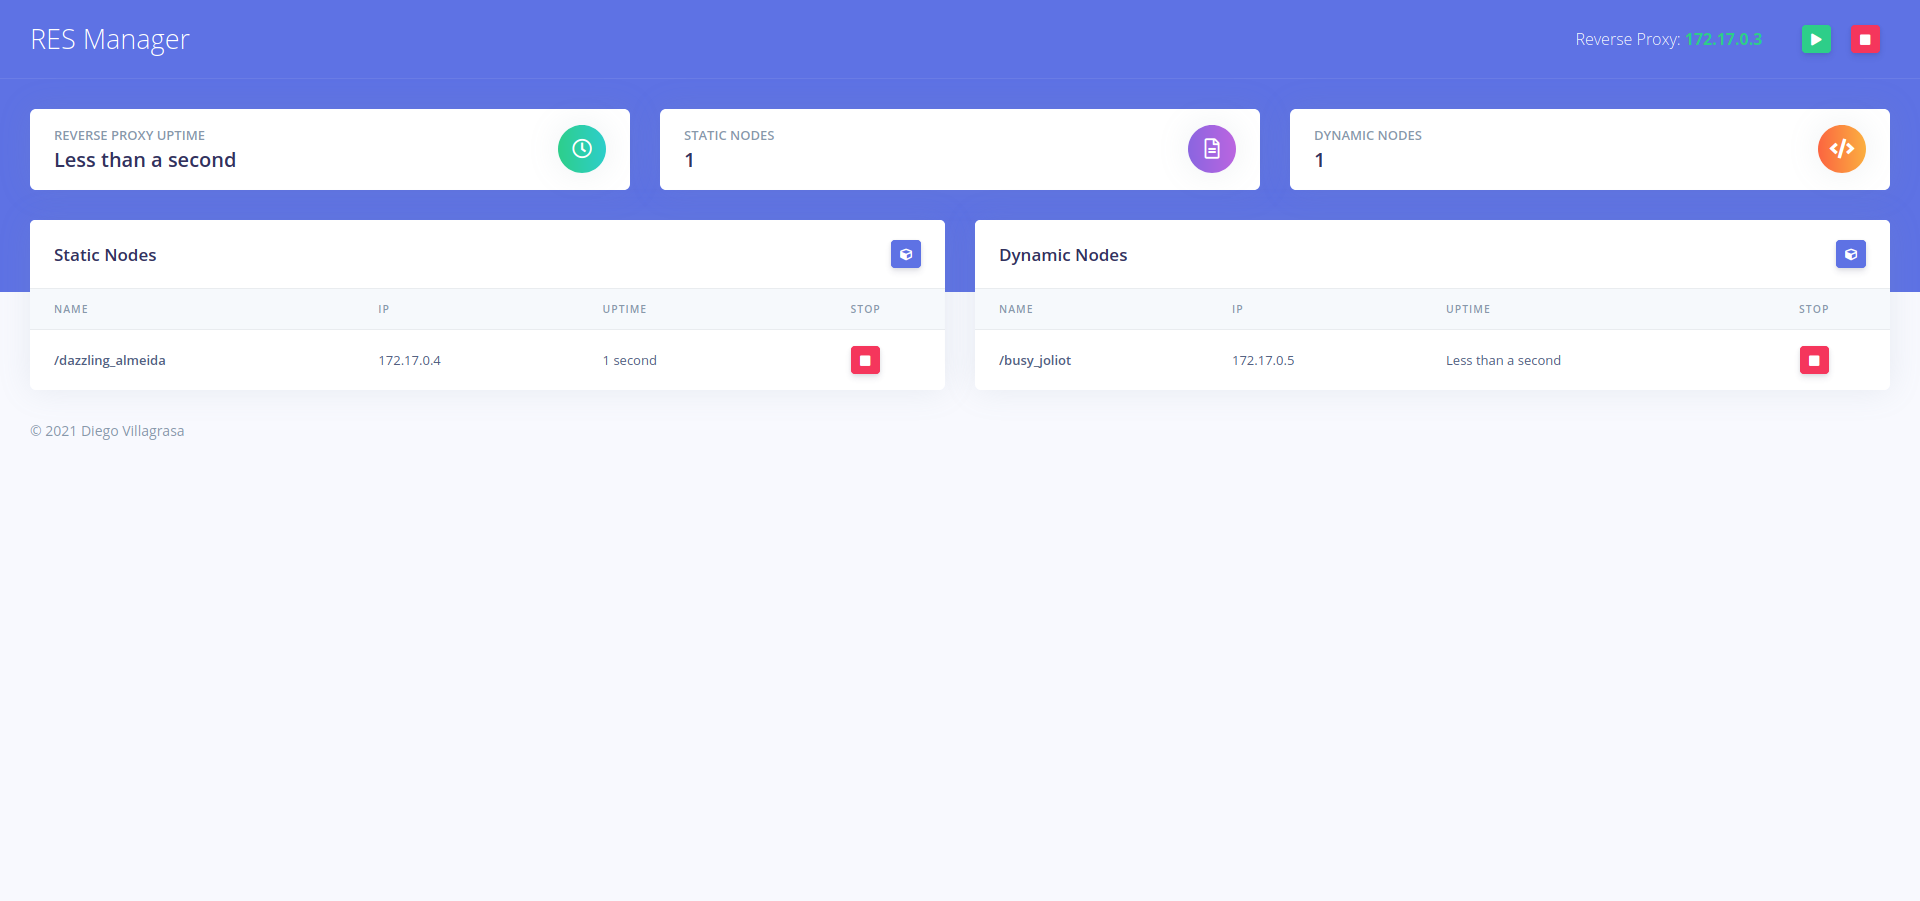 RES Manager
Reverse Proxy: 172.17.0.3
REVERSE PROXY UPTIME
Less than a second
STATIC NODES
1
DYNAMIC NODES
1
Static Nodes
NAME IP UPTIME STOP
/dazzling_almeida 172.17.0.4 1 second
Dynamic Nodes
NAME IP UPTIME STOP
/busy_joliot 172.17.0.5 Less than a second
© 2021 Diego Villagrasa